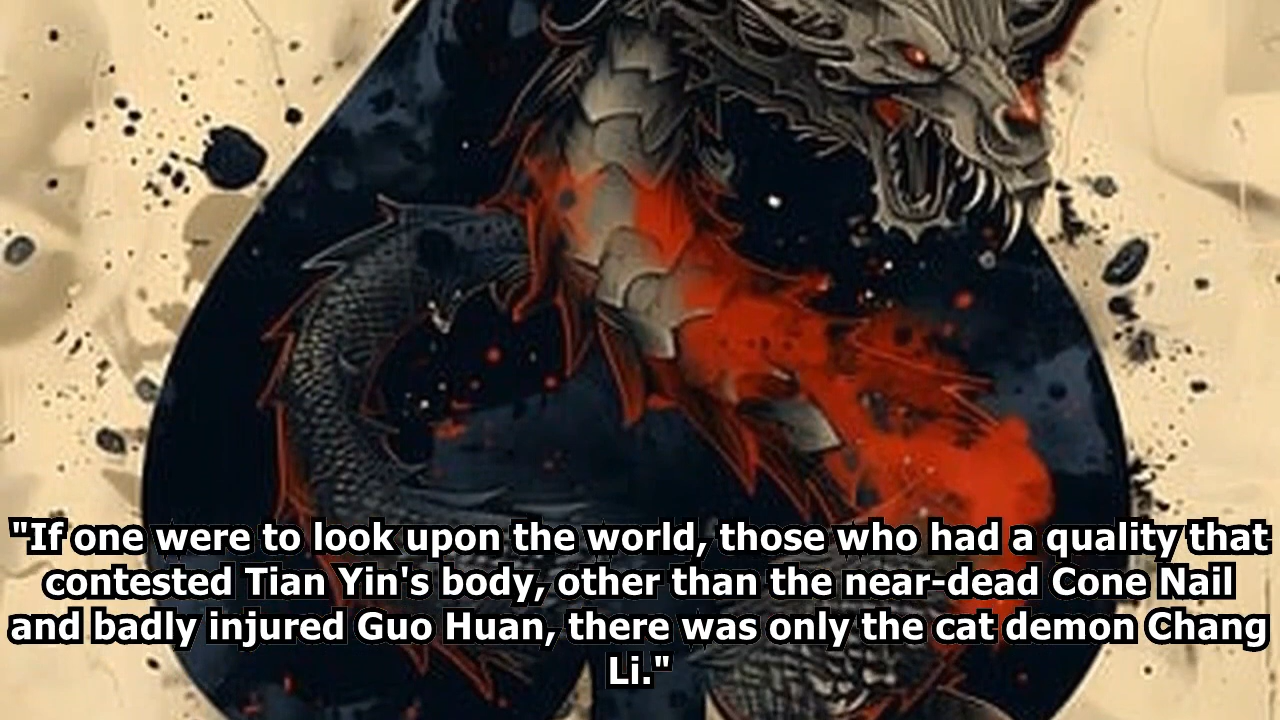 "If one were to look upon the world, those who had a quality that
contested Tian Yin's body, other than the near-dead Cone Nail
and badly injured Guo Huan, there was only the cat demon Chang
Li."